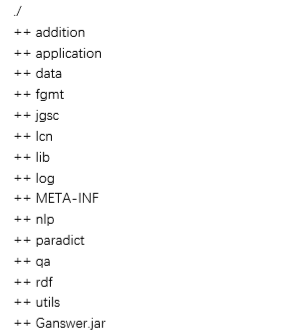 ./
++ addition
++ application
++ data
++ fgmt
++ jgsc
++ lcn
++ lib
++ log
++ META-INF
++ nlp
++ paradict
++ qa
++ rdf
++ utils
++ Ganswer.jar